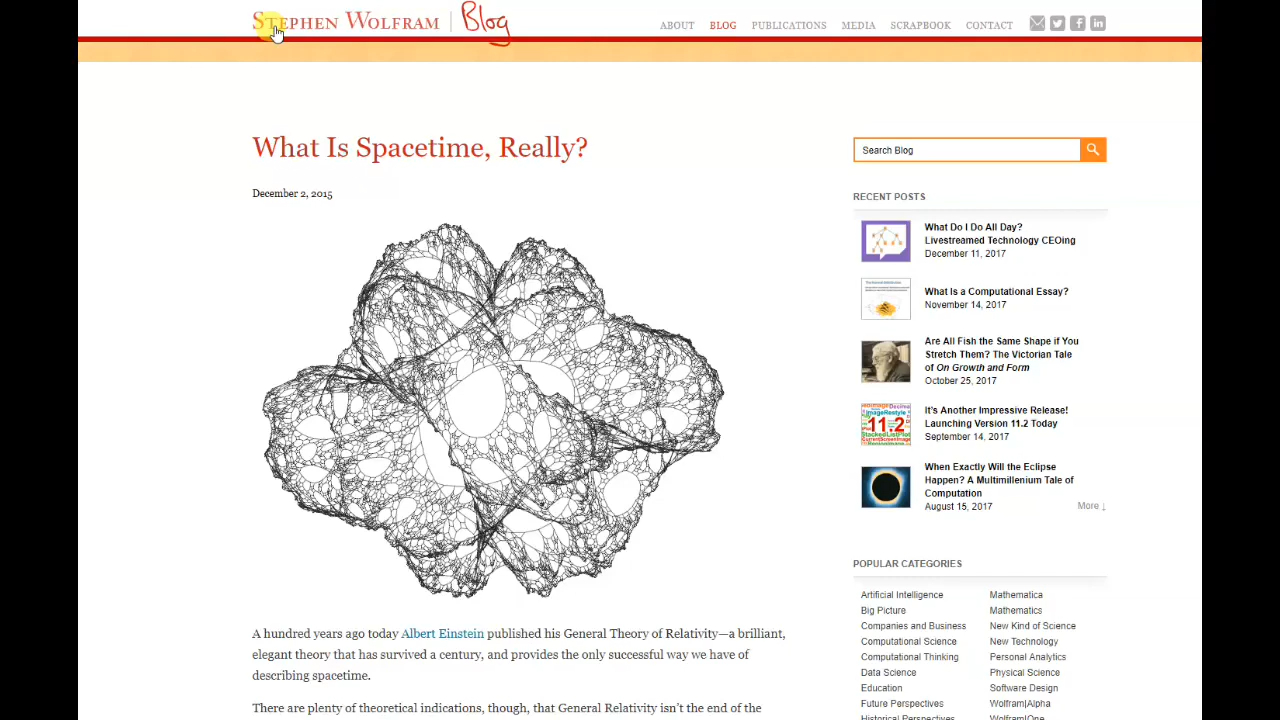 STEPHEN WOLFRAM | Blog
ABOUT BLOG PUBLICATIONS MEDIA SCRAPBOOK CONTACT
What Is Spacetime, Really?
December 2, 2015
A hundred years ago today Albert Einstein published his General Theory of Relativity—a brilliant,
elegant theory that has survived a century, and provides the only successful way we have of
describing spacetime.
There are plenty of theoretical indications, though, that General Relativity isn't the end of the
Search Blog
RECENT POSTS
What Do I Do All Day?
Livestreamed Technology CEOing
December 11, 2017
What Is a Computational Essay?
November 14, 2017
Are All Fish the Same Shape if You
Stretch Them? The Victorian Tale
of On Growth and Form
October 25, 2017
11.2
It's Another Impressive Release!
Launching Version 11.2 Today
September 14, 2017
When Exactly Will the Eclipse
Happen? A Multimillenium Tale of
Computation
August 15, 2017
More ↓
POPULAR CATEGORIES
Artificial Intelligence
Big Picture
Companies and Business
Computational Science
Computational Thinking
Data Science
Education
Future Perspectives
Historical Perspectives
Mathematica
Mathematics
New Kind of Science
New Technology
Personal Analytics
Physical Science
Software Design
Wolfram|Alpha
Wolfram|One